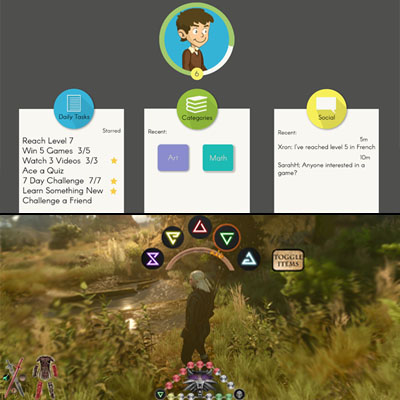 6
Daily Tasks
Categories
Social
Starred
Reach Level 7
Win 5 Games 3/5
Watch 3 Videos 3/3
Ace a Quiz
7 Day Challenge 7/7
Learn Something New
Challenge a Friend
Recent:
Art
Math
Recent:
5m
Xron: I've reached level 5 in French
10m
SarahH: Anyone interested in a
game?
TOGGLE
ITEMS